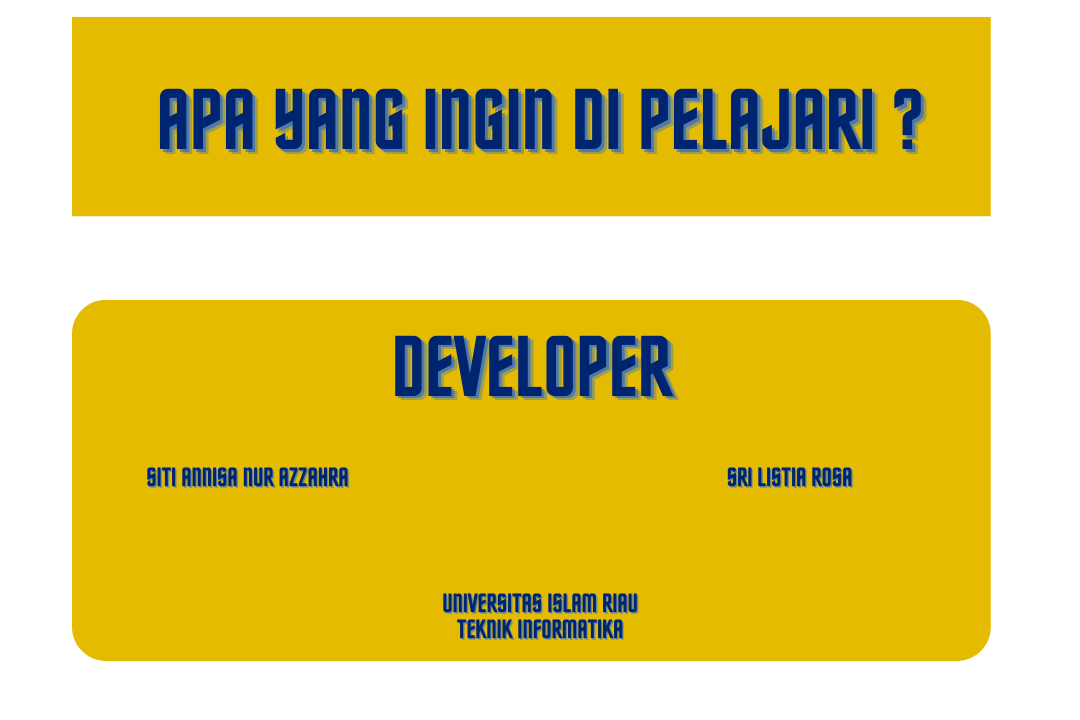 APA YANG INGIN DI PELAJARI ?
DEVELOPER
SITI ANNISA NUR AZZAHRA
SRI LISTIA ROSA
UNIVERSITAS ISLAM RIAU
TEKNIK INFORMATIKA